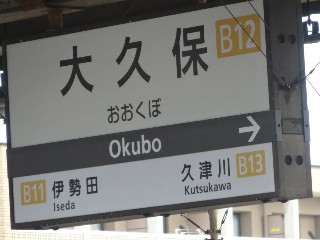 大久保 B12
おおくぼ
Okubo →
久津川 B13
Kutsukawa
B11 伊勢田
Iseda